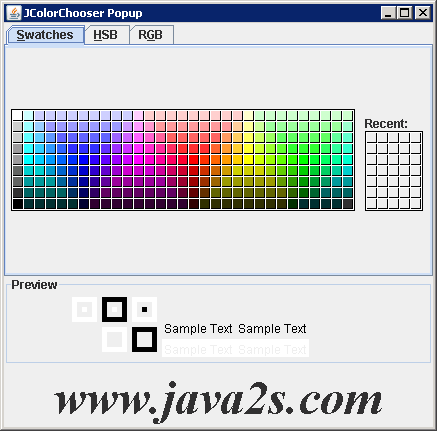 JColorChooser Popup
Swatches HSB RGB
Recent:
Preview
Sample Text Sample Text
Sample Text Sample Text
www.java2s.com